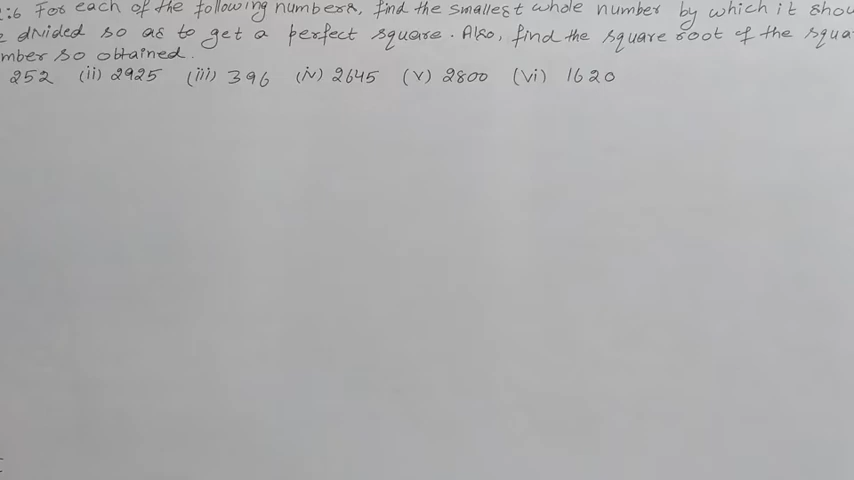 :6 For each of the following numbers, find the smallest whole number by which it shou
divided so as to get a perfect square. Also, find the square root of the squa
mber so obtained.
252 (ii) 2925 (iii) 396 (iv) 2645 (v) 2800 (vi) 1620